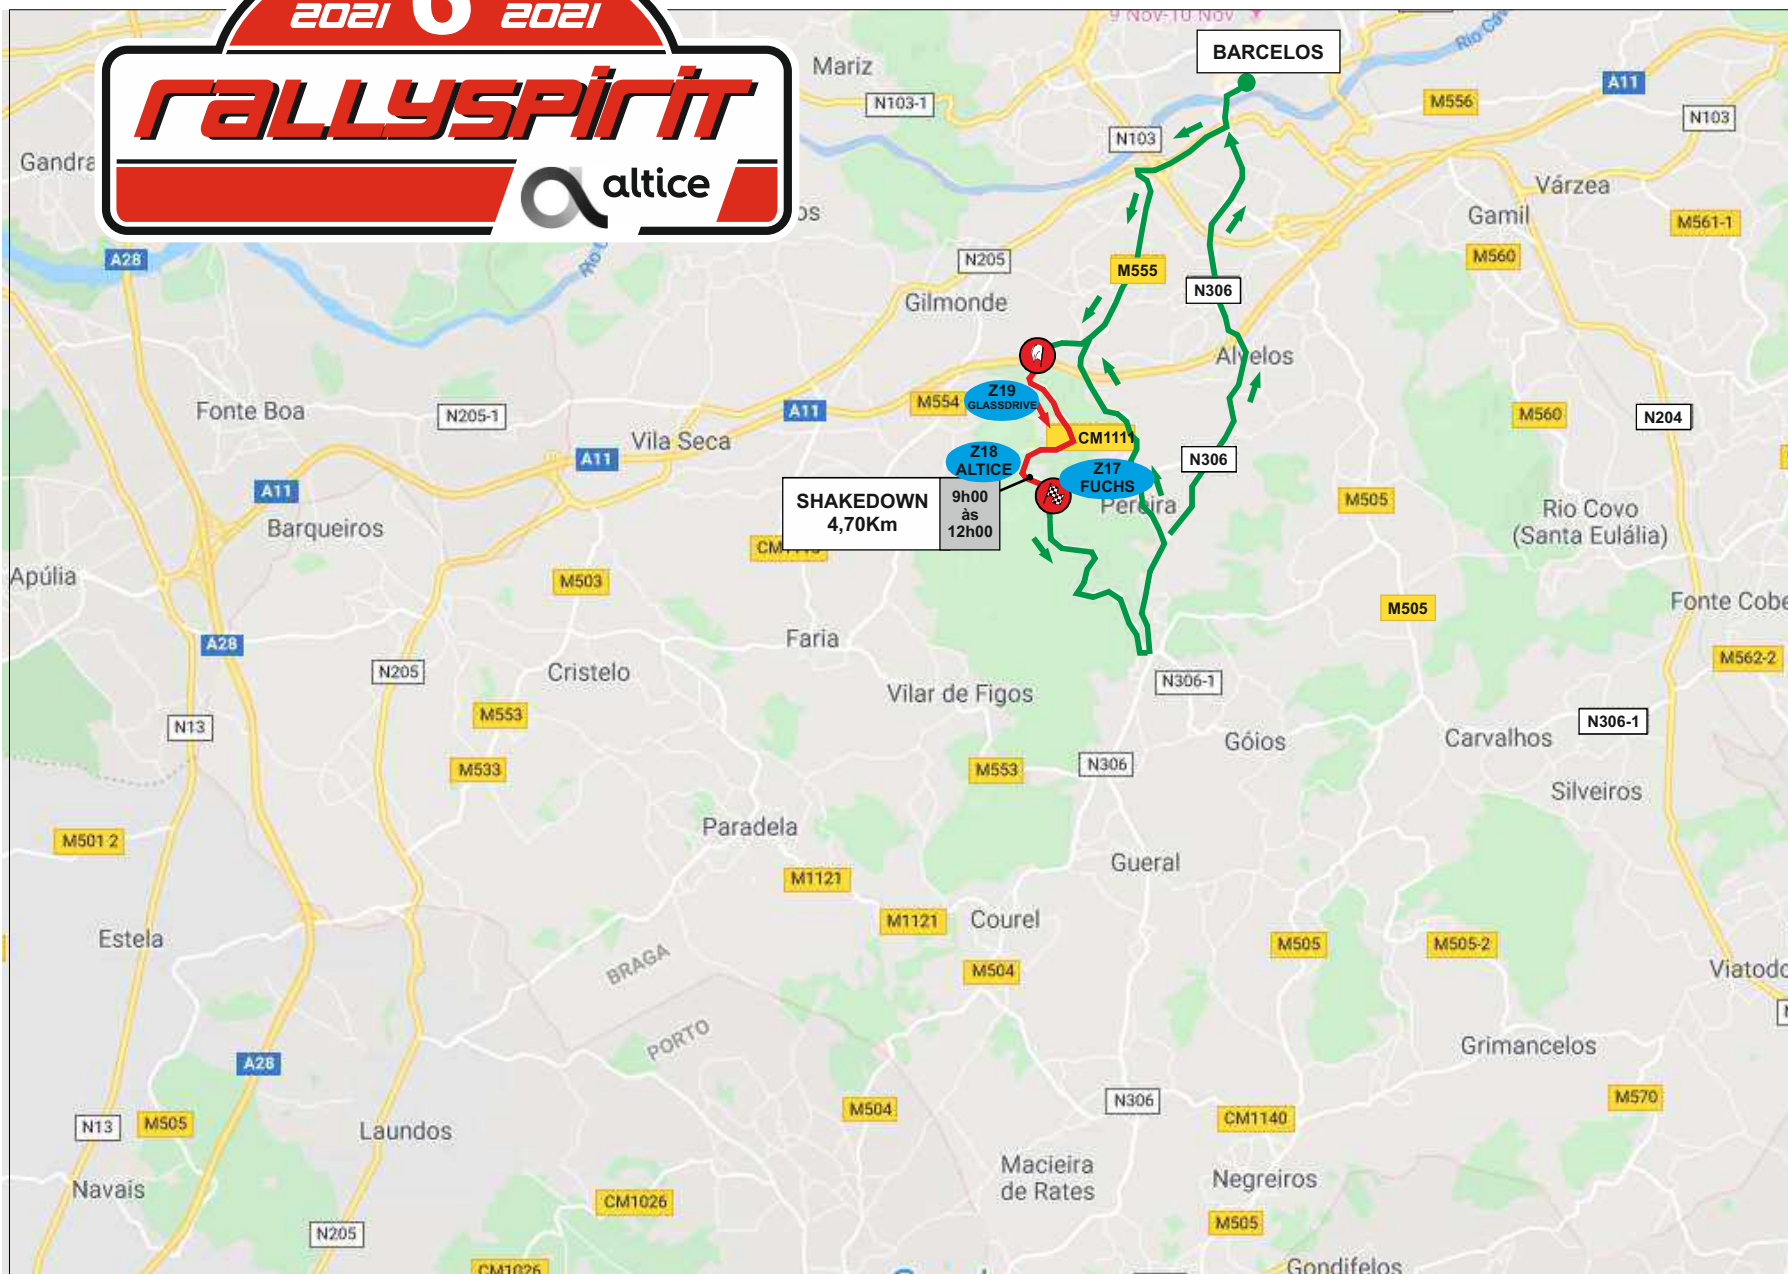 2021 6 2021
rallyspirit
altice
9 Nov-10 Nov
BARCELOS
Mariz
N103-1
A11
M556
N103
N103
Gandra
Várzea
Gamil
M561-1
M560
A28
N205
M555
N306
Gilmonde
Alvelos
Z19
GLASSDRIVE
M554
A11
Fonte Boa
N205-1
M560
N204
Vila Seca
CM1111
A11
Z18
ALTICE
N306
Z17
FUCHS
A11
SHAKEDOWN
4,70Km
9h00
às
12h00
Pereira
M505
Rio Covo
(Santa Eulália)
Barqueiros
Apúlia
M503
M505
Fonte Cobe
A28
Faria
N205
Cristelo
M562-2
N306-1
Vilar de Figos
M553
N13
N306-1
Góios
Carvalhos
M533
M553
N306
Silveiros
Paradela
M501-2
Gueral
M1121
M1121
Courel
Estela
M505
M505-2
BRAGA
M504
Viatodo
PORTO
Grimancelos
A28
M504
N306
CM1140
M570
N13
M505
Laundos
Macieira
de Rates
Negreiros
Navais
CM1026
N205
M505
CM1026
Gondifelos